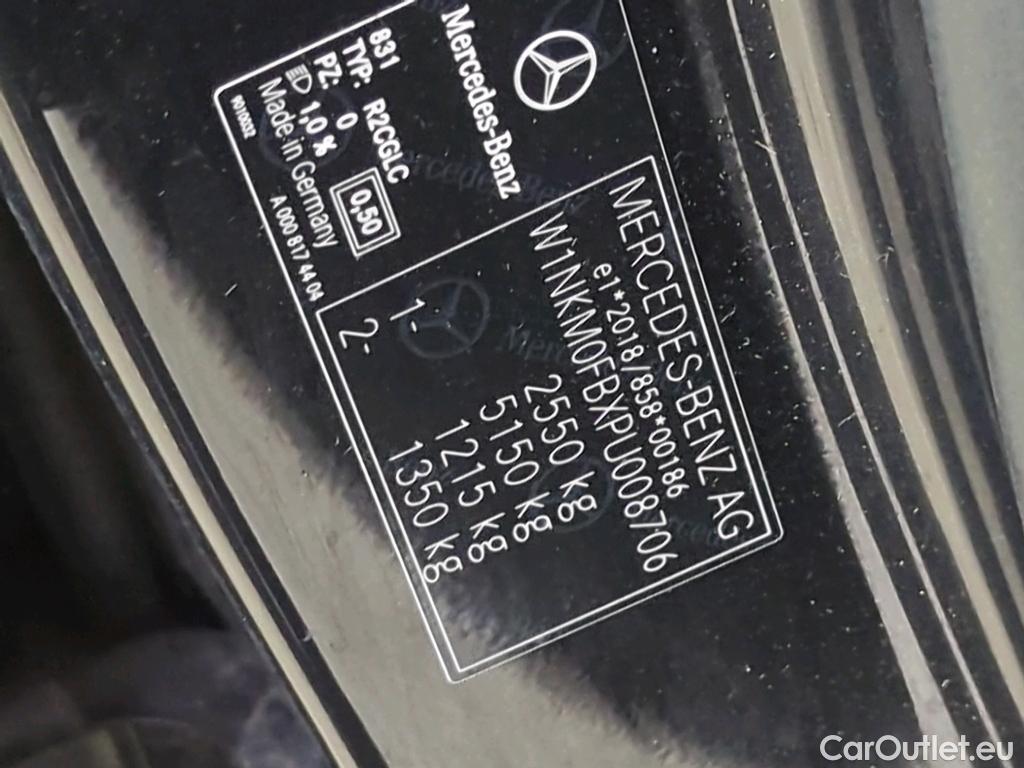 MERCEDES-BENZ AG
e1*2018/858*00186
W1NKM0FBXPU008706
2550 kg
5150 kg
1- 1215 kg
2- 1350 kg
Mercedes-Benz
831
TYP: R2CGLC
PZ: 0
1,0 % 0,50
Made in Germany
9010002 A 000 817 44 04
CarOutlet.eu